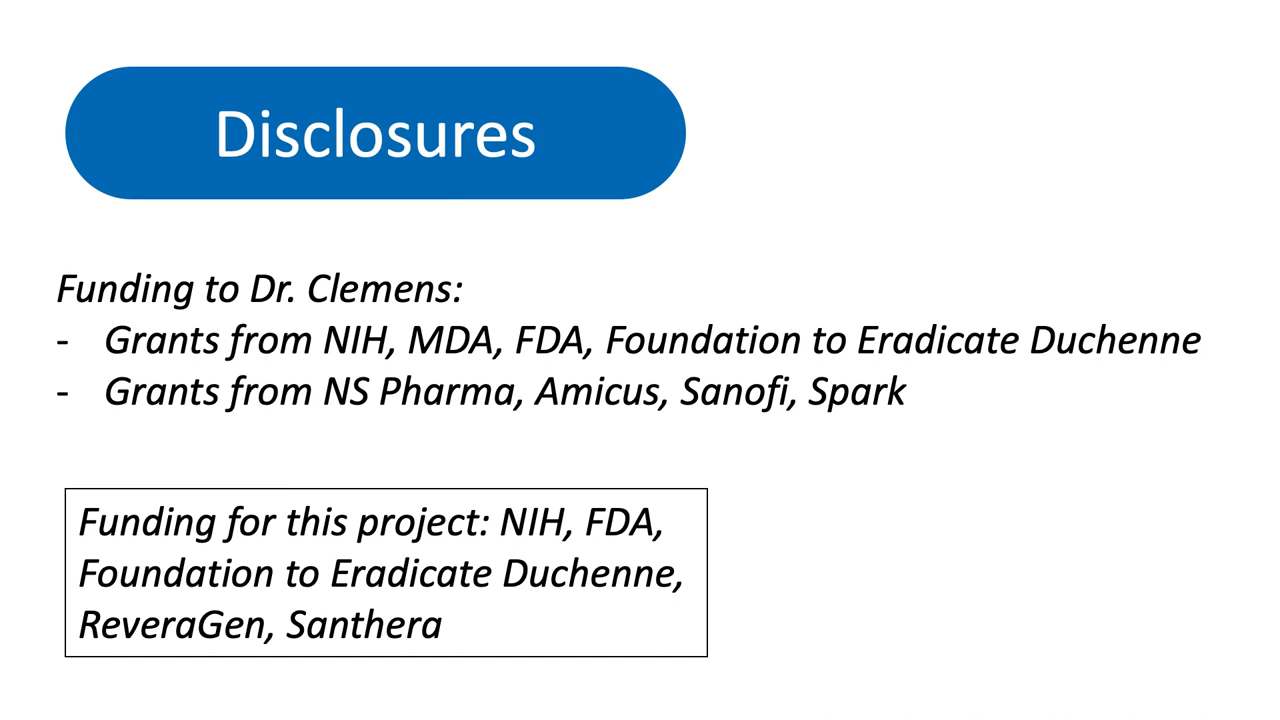 Disclosures
Funding to Dr. Clemens:
- Grants from NIH, MDA, FDA, Foundation to Eradicate Duchenne
- Grants from NS Pharma, Amicus, Sanofi, Spark
Funding for this project: NIH, FDA,
Foundation to Eradicate Duchenne,
ReveraGen, Santhera